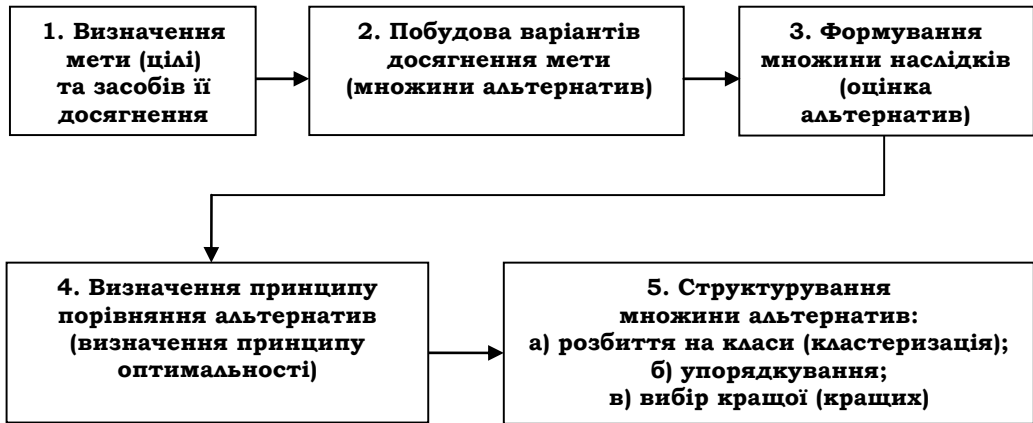 1. Визначення
мети (цілі)
та засобів її
досягнення
2. Побудова варіантів
досягнення мети
(множини альтернатив)
3. Формування
множини наслідків
(оцінка
альтернатив)
4. Визначення принципу
порівняння альтернатив
(визначення принципу
оптимальності)
5. Структурування
множини альтернатив:
а) розбиття на класи (кластеризація);
б) упорядкування;
в) вибір кращої (кращих)